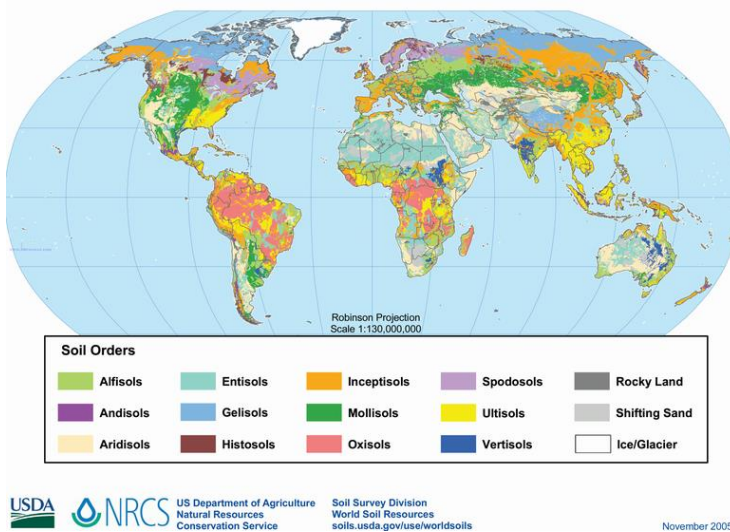 Robinson Projection
Scale 1:130,000,000
Soil Orders
Alfisols
Entisols
Inceptisols
Spodosols
Rocky Land
Andisols
Gelisols
Mollisols
Ultisols
Shifting Sand
Aridisols
Histosols
Oxisols
Vertisols
Ice/Glacier
USDA
NRCS
US Department of Agriculture
Natural Resources
Conservation Service
Soil Survey Division
World Soil Resources
soils.usda.gov/use/worldsoils
November 2005